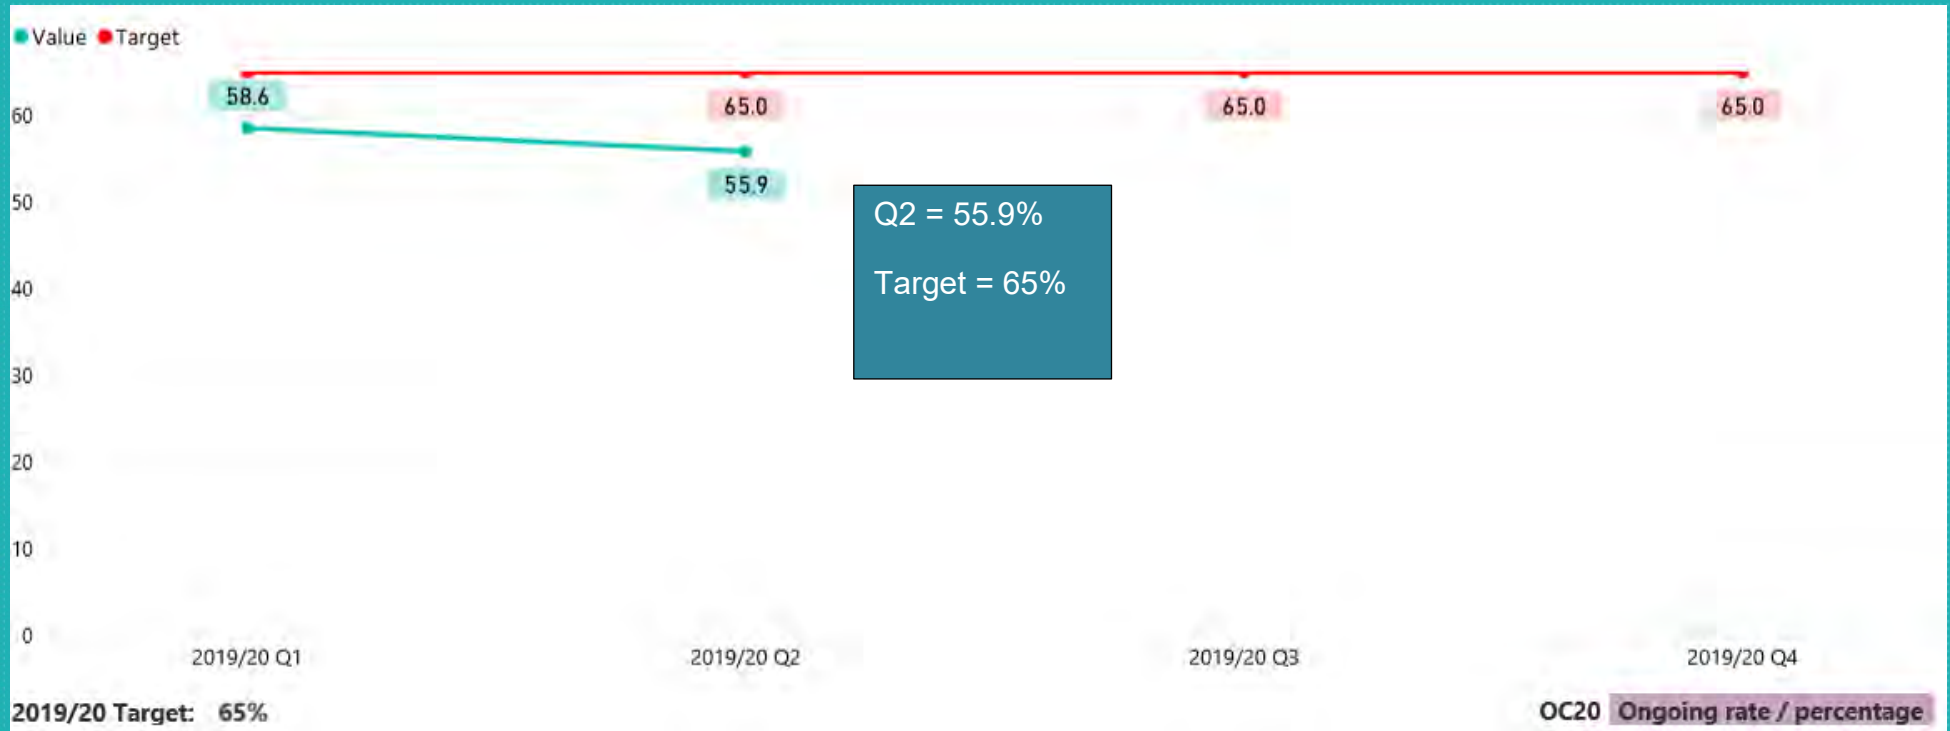 Value Target
58.6
65.0
65.0
65.0
60
55.9
50
Q2 = 55.9%
Target = 65%
40
30
20
10
0
2019/20 Q1
2019/20 Q2
2019/20 Q3
2019/20 Q4
2019/20 Target: 65%
OC20 Ongoing rate / percentage